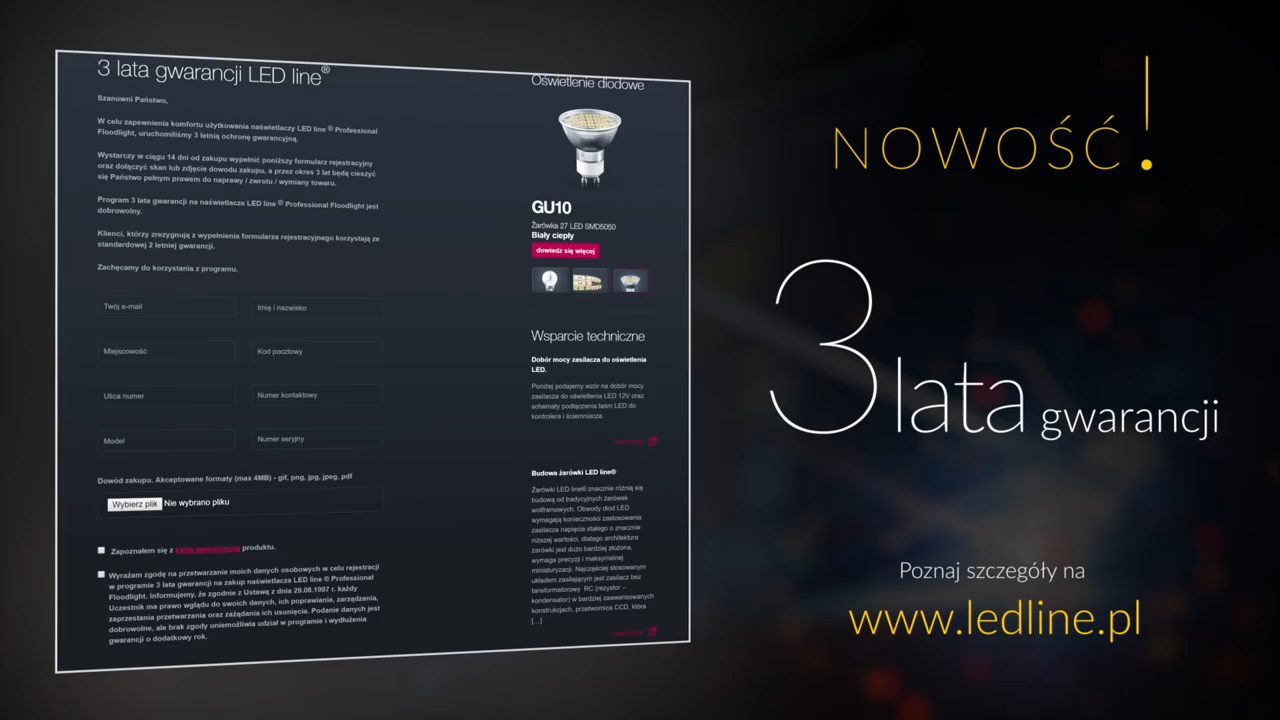 3 lata gwarancji LED line®
Szanowni Państwo,
W celu zapewnienia komfortu użytkowania naświetlaczy LED line ® Professional
Floodlight, uruchomiliśmy 3 letnią ochronę gwarancyjną.
Wystarczy w ciągu 14 dni od zakupu wypełnić poniższy formularz rejestracyjny
oraz dołączyć skan lub zdjęcie dowodu zakupu, a przez okres 3 lat będą cieszyć
się Państwo pełnym prawem do naprawy / zwrotu / wymiany towaru.
Program 3 lata gwarancji na naświetlacze LED line ® Professional Floodlight jest
dobrowolny.
Klienci, którzy zrezygnują z wypełnienia formularza rejestracyjnego korzystają ze
standardowej 2 letniej gwarancji.
Zachęcamy do korzystania z programu.
Twój e-mail
Imię i nazwisko
Miejscowość
Kod pocztowy
Ulica numer
Numer kontaktowy
Model
Numer seryjny
Dowód zakupu. Akceptowane formaty (max 4MB) - gif, png, jpg, jpeg, pdf
Wybierz plik Nie wybrano pliku
Zapoznałem się z kartą gwarancyjną produktu.
Wyrażam zgodę na przetwarzanie moich danych osobowych w celu rejestracji
w programie 3 lata gwarancji na zakup naświetlacza LED line ® Professional
Floodlight. Informujemy, że zgodnie z Ustawą z dnia 29.08.1997 r. każdy
Uczestnik ma prawo wglądu do swoich danych, ich poprawiania, zarządzania,
zaprzestania przetwarzania oraz zażądania ich usunięcia. Podanie danych jest
dobrowolne, ale brak zgody uniemożliwia udział w programie i wydłużenia
gwarancji o dodatkowy rok.
Oświetlenie diodowe
GU10
Żarówka 27 LED SMD5050
Biały ciepły
dowiedz się więcej
Wsparcie techniczne
Dobór mocy zasilacza do oświetlenia
LED.
Poniżej podajemy wzór na dobór mocy
zasilacza do oświetlenia LED 12V oraz
schematy podłączenia taśm LED do
kontrolera i ściemniacza.
read more
Budowa żarówki LED line®
Żarówki LED line® znacznie różnią się
budową od tradycyjnych żarówek
wolframowych. Obwody diod LED
wymagają konieczności zastosowania
zasilacza napięcia stałego o znacznie
niższej wartości, dlatego architektura
żarówki jest dużo bardziej złożone,
wymaga precyzji i maksymalnej
miniaturyzacji. Najczęściej stosowanym
układem zasilającym jest zasilacz bez
tansformatorowy RC (rezystor –
kondensator) w bardziej zaawansowanych
konstrukcjach, przetwornica CCD, która
[...]
read more
NOWOŚĆ!
3 lata gwarancji
Poznaj szczegóły na
www.ledline.pl